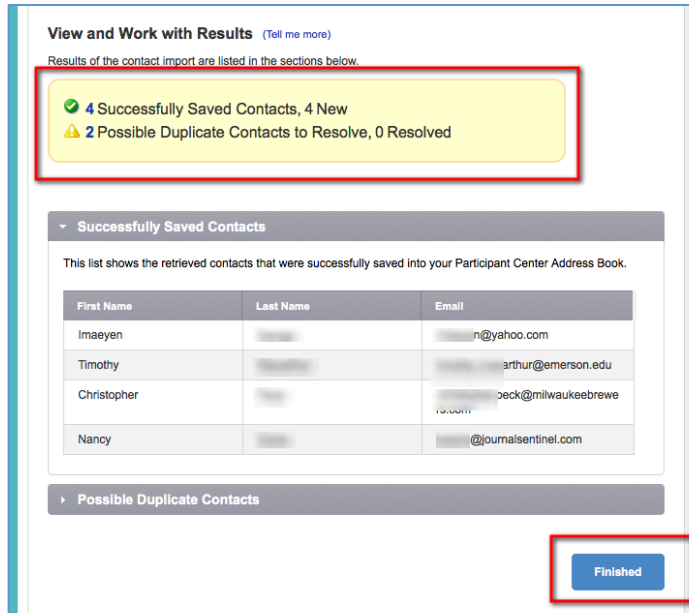 View and Work with Results (Tell me more)
Results of the contact import are listed in the sections below.
4 Successfully Saved Contacts, 4 New
2 Possible Duplicate Contacts to Resolve, 0 Resolved
Successfully Saved Contacts
This list shows the retrieved contacts that were successfully saved into your Participant Center Address Book.
First Name Last Name Email
Imaeyen n@yahoo.com
Timothy arthur@emerson.edu
Christopher beck@milwaukeebrewe
rs.com
Nancy @journalsentinel.com
Possible Duplicate Contacts
Finished